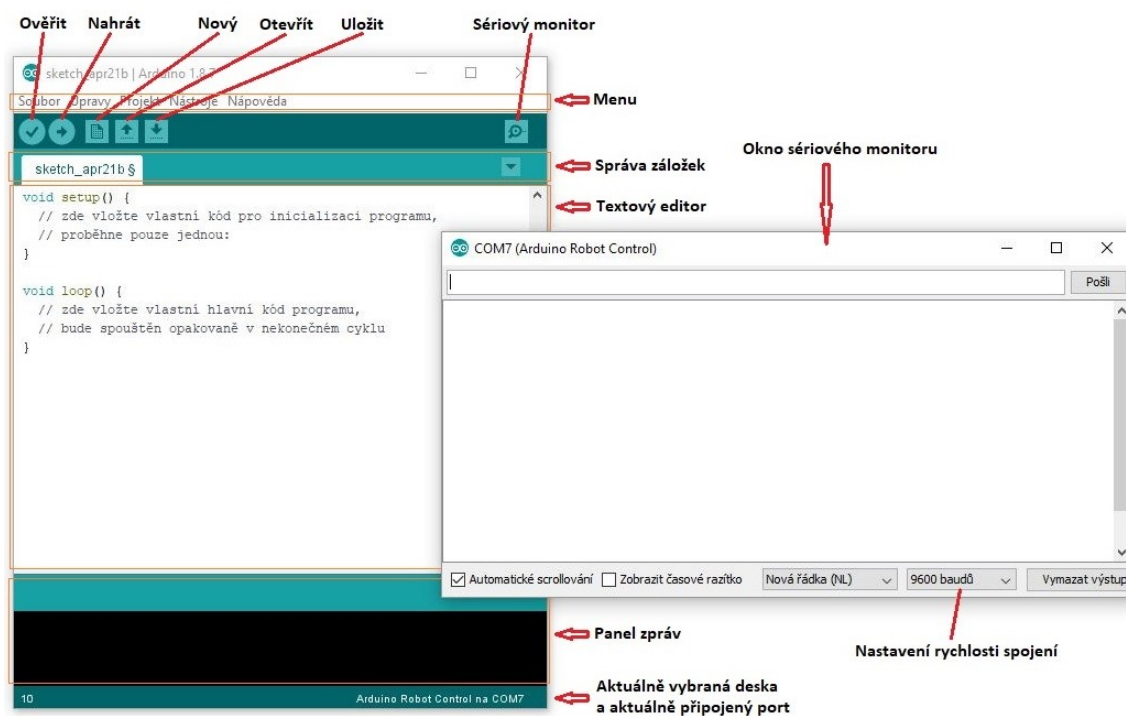 Ověřit Nahrát Nový Otevřít Uložit Sériový monitor
sketch_apr21b | Arduino 1.8.
Soubor Úpravy Projekt Nástroje Nápověda
Menu
Okno sériového monitoru
sketch_apr21b §
Správa záložek
void setup() {
Textový editor
// zde vložte vlastní kód pro inicializaci programu,
// proběhne pouze jednou:
}
void loop() {
// zde vložte vlastní hlavní kód programu,
// bude spouštěn opakovaně v nekonečném cyklu
}
COM7 (Arduino Robot Control)
Pošli
Automatické scrollování Zobrazit časové razítko Nová řádka (NL) 9600 baudů Vymazat výstup
Panel zpráv
Nastavení rychlosti spojení
10 Arduino Robot Control na COM7
Aktuálně vybraná deska
a aktuálně připojený port